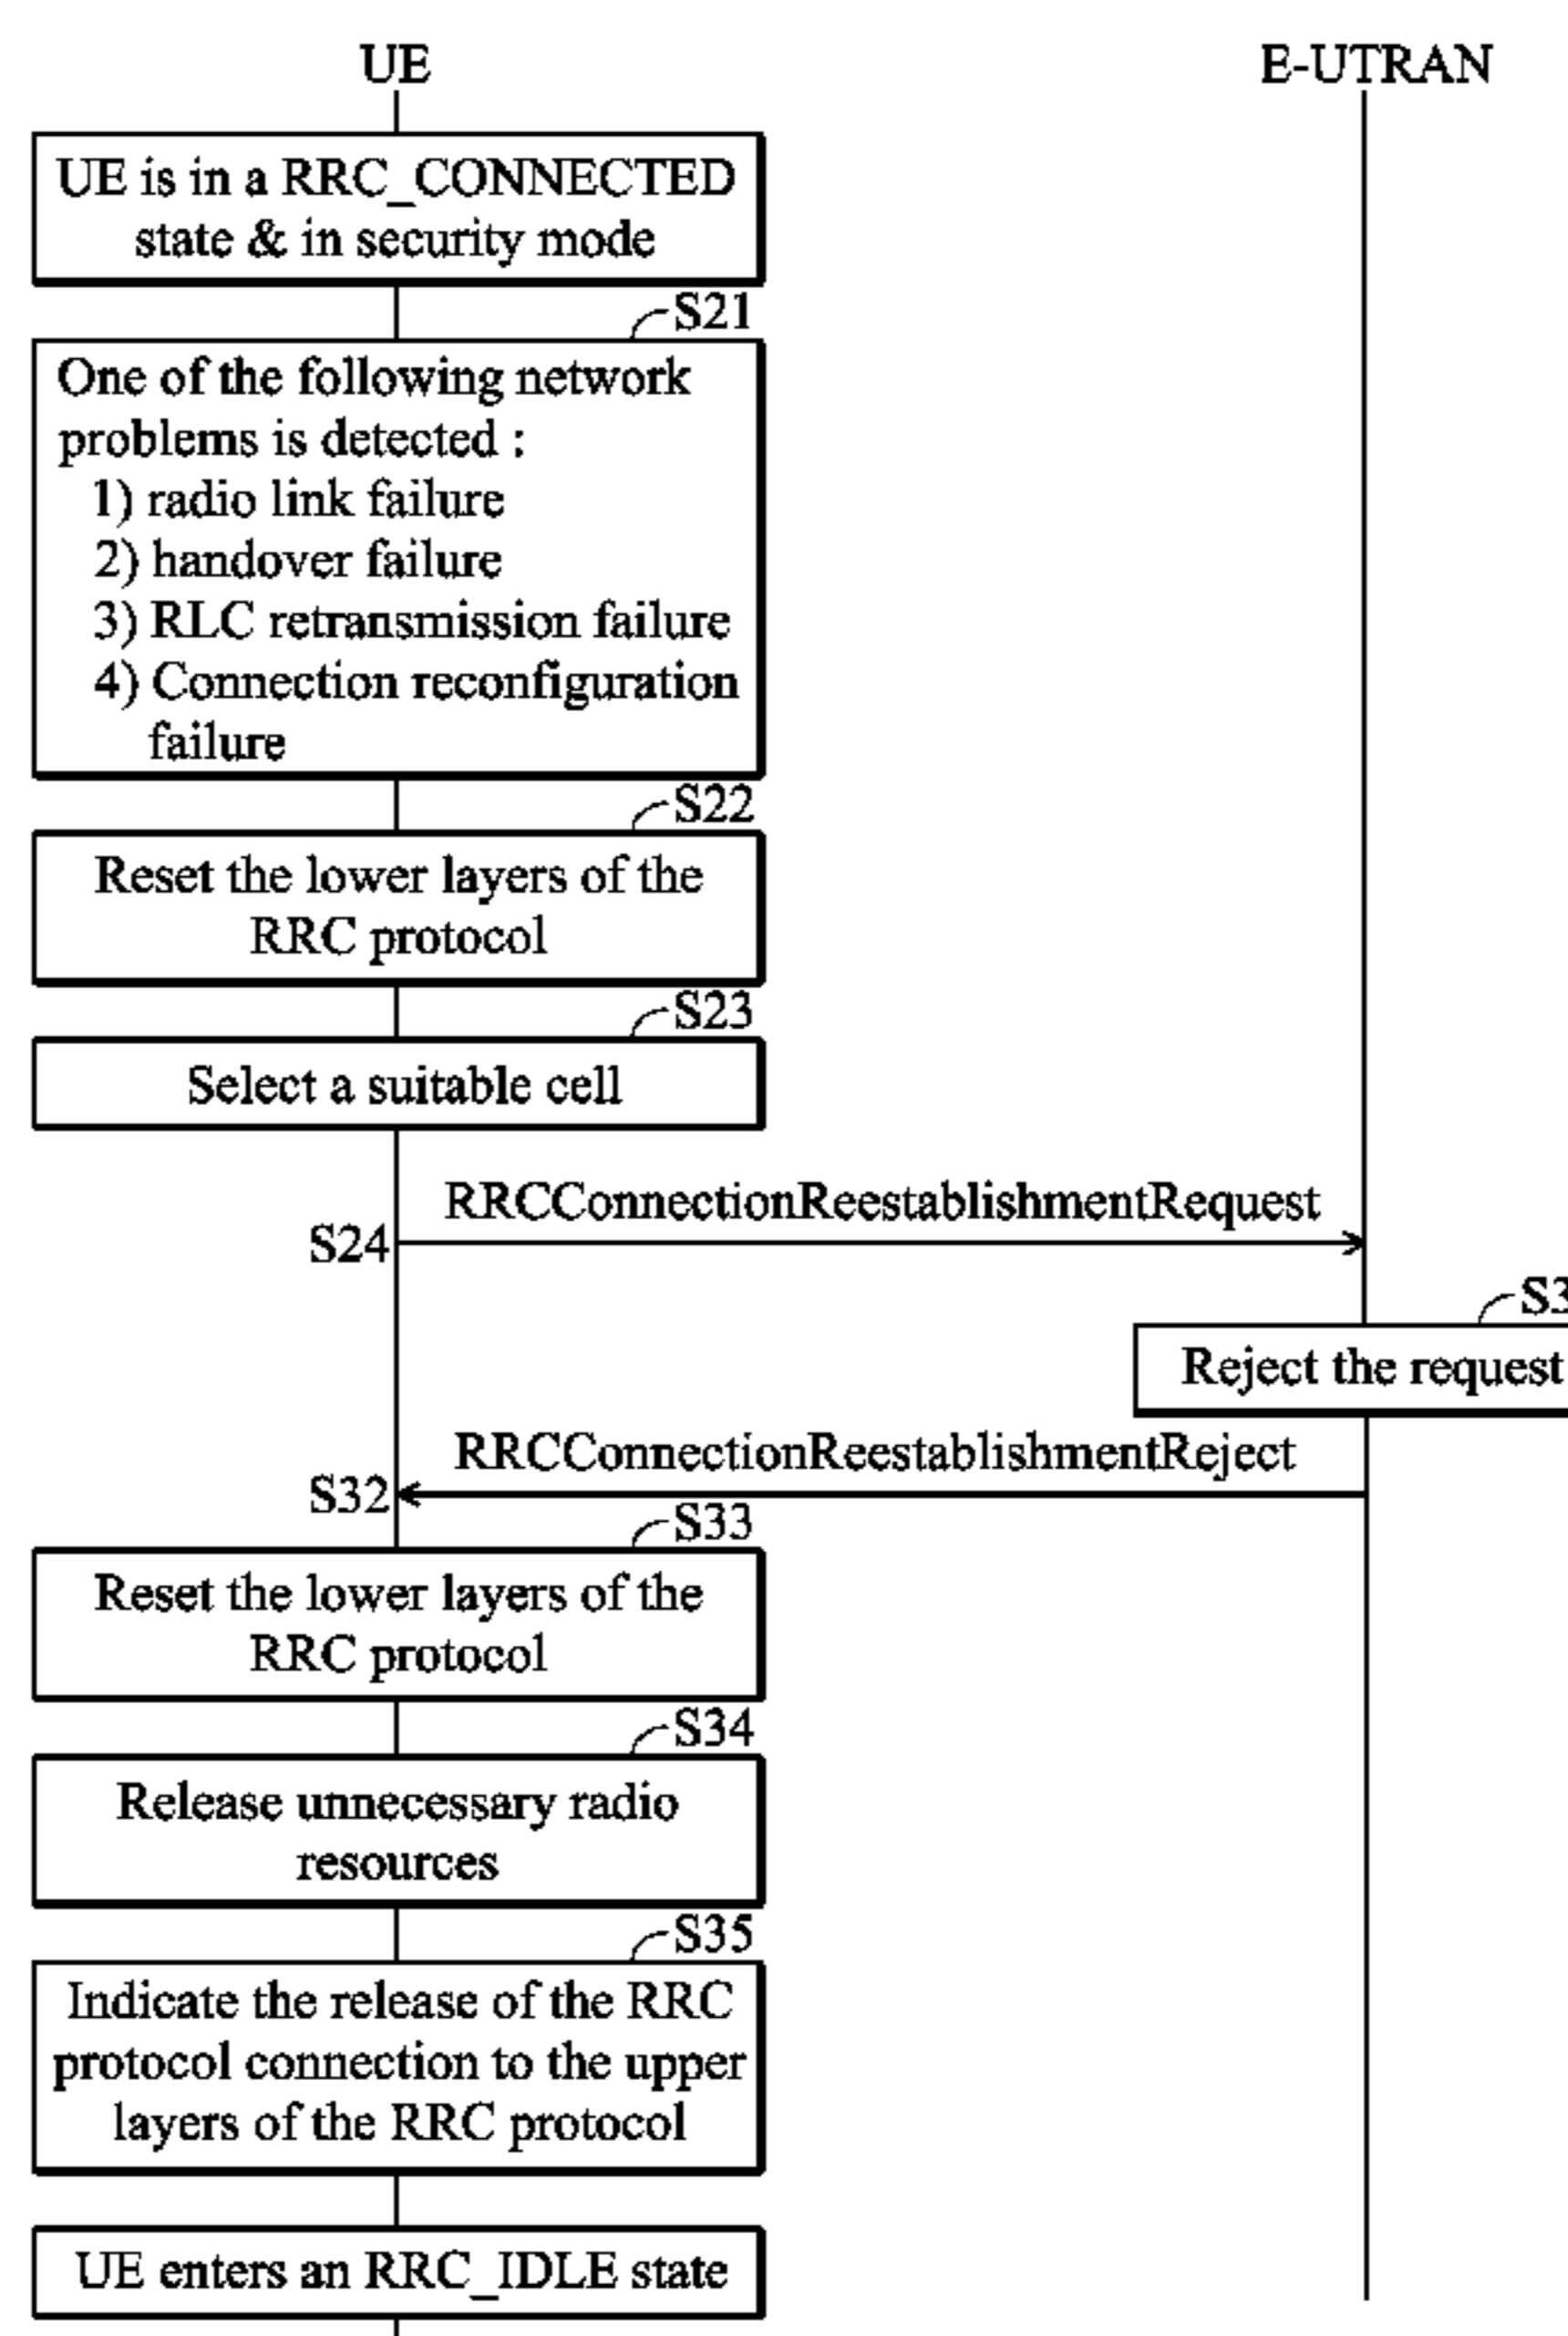 UE
E-UTRAN
UE is in a RRC_CONNECTED
state & in security mode
S21
One of the following network
problems is detected :
1) radio link failure
2) handover failure
3) RLC retransmission failure
4) Connection reconfiguration
failure
S22
Reset the lower layers of the
RRC protocol
S23
Select a suitable cell
RRCConnectionReestablishmentRequest
S24
Reject the request
RRCConnectionReestablishmentReject
S32
S33
Reset the lower layers of the
RRC protocol
S34
Release unnecessary radio
resources
S35
Indicate the release of the RRC
protocol connection to the upper
layers of the RRC protocol
UE enters an RRC_IDLE state